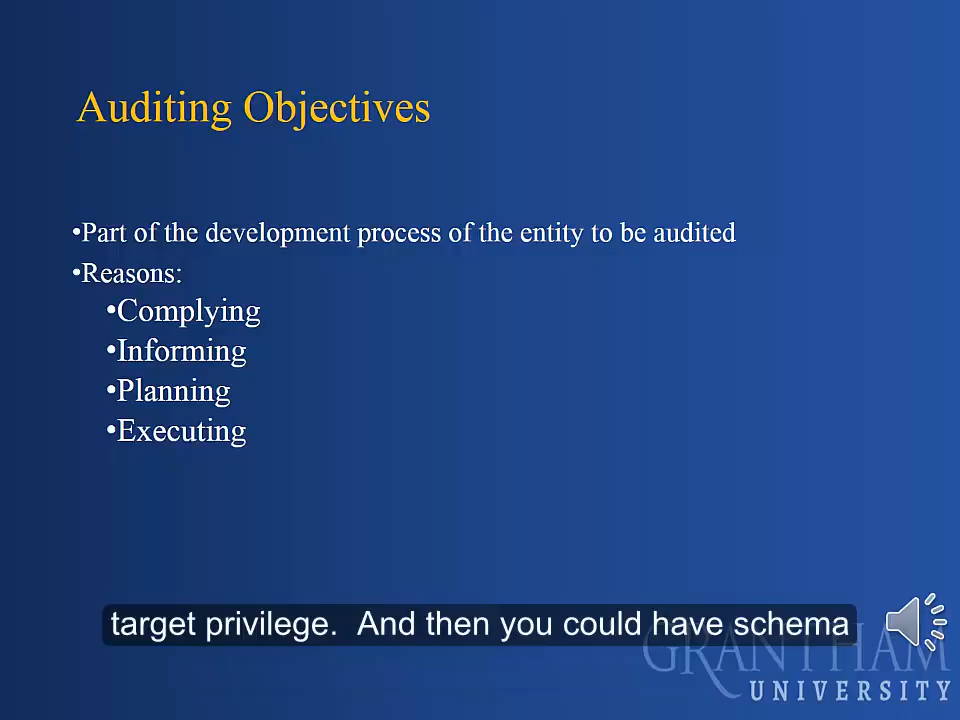 Auditing Objectives
•Part of the development process of the entity to be audited
•Reasons:
•Complying
•Informing
•Planning
•Executing
target privilege.  And then you could have schema
GRANTHAM
UNIVERSITY